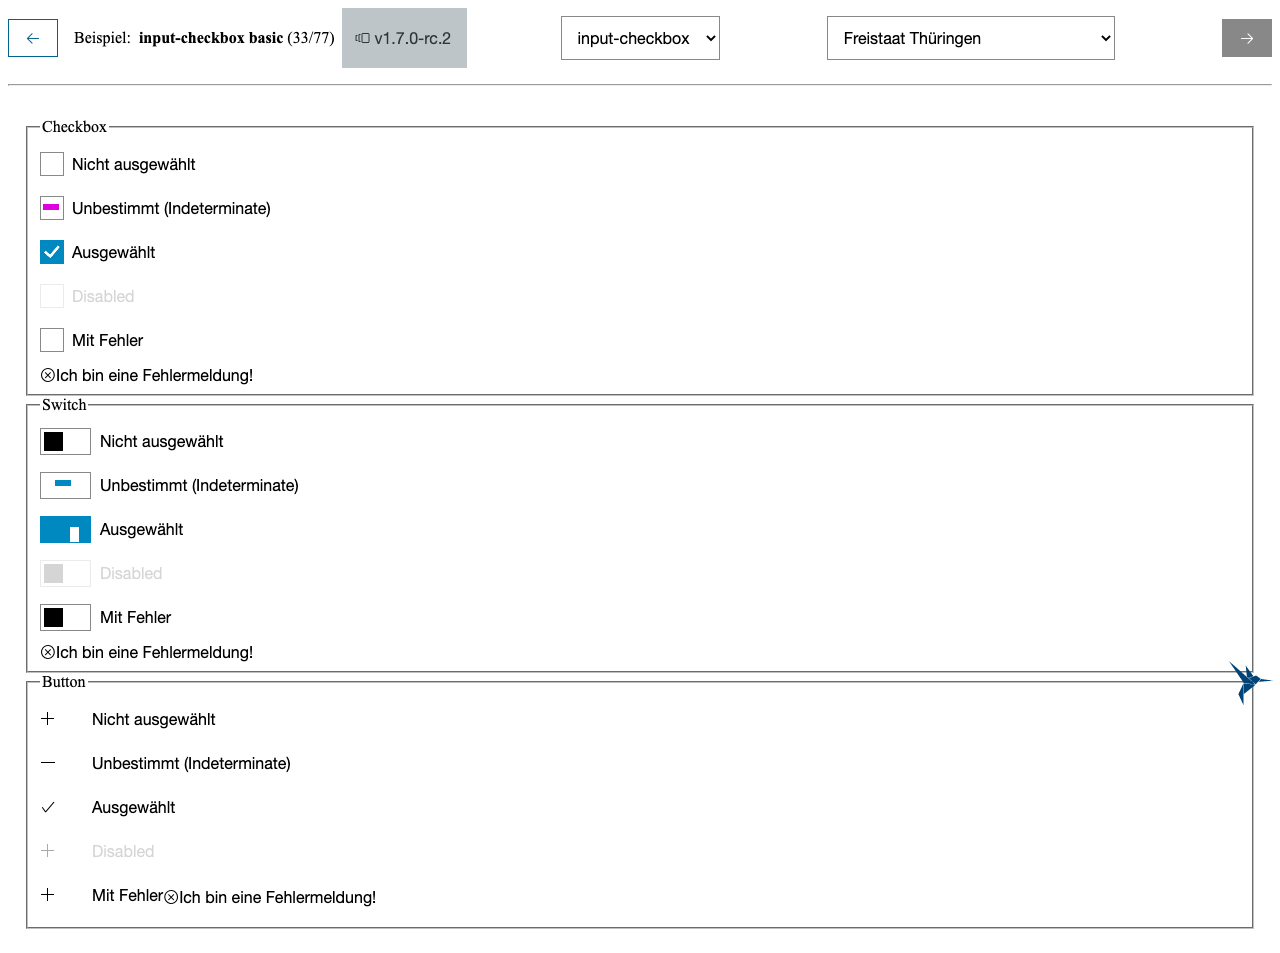 Beispiel: input-checkbox basic (33/77) v1.7.0-rc.2 input-checkbox Freistaat Thüringen
Checkbox
Nicht ausgewählt
Unbestimmt (Indeterminate)
Ausgewählt
Disabled
Mit Fehler
Ich bin eine Fehlermeldung!
Switch
Nicht ausgewählt
Unbestimmt (Indeterminate)
Ausgewählt
Disabled
Mit Fehler
Ich bin eine Fehlermeldung!
Button
Nicht ausgewählt
Unbestimmt (Indeterminate)
Ausgewählt
Disabled
Mit Fehler Ich bin eine Fehlermeldung!